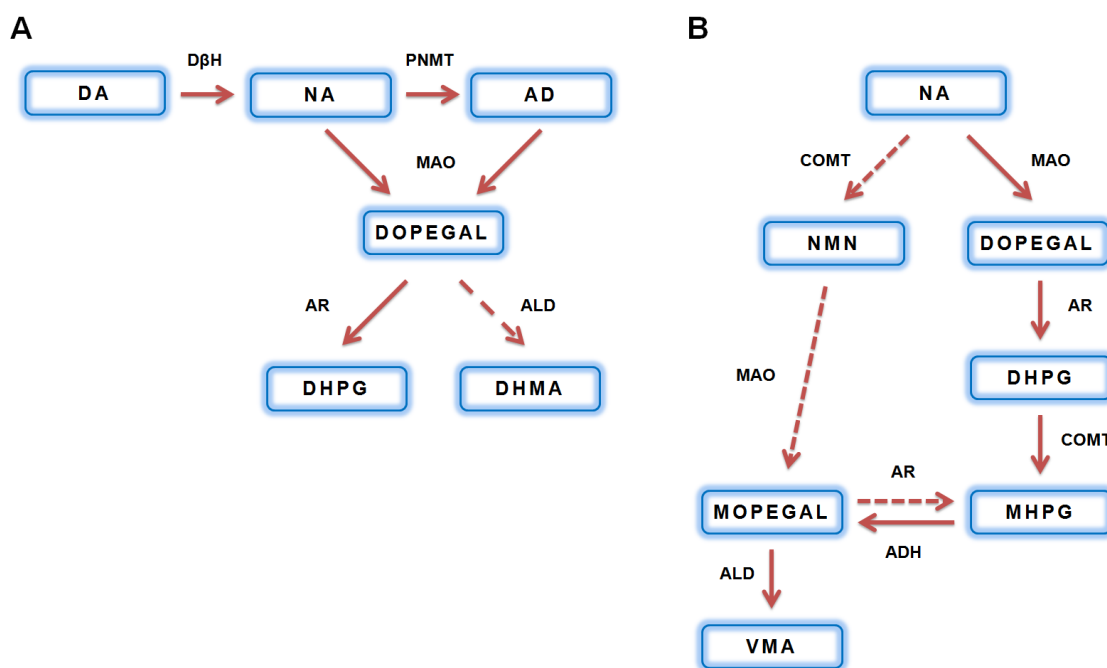 A
DβH
PNMT
DA
NA
AD
MAO
DOPEGAL
AR
ALD
DHPG
DHMA
B
NA
COMT
MAO
NMN
DOPEGAL
AR
MAO
DHPG
COMT
AR
MOPEGAL
MHPG
ADH
ALD
VMA